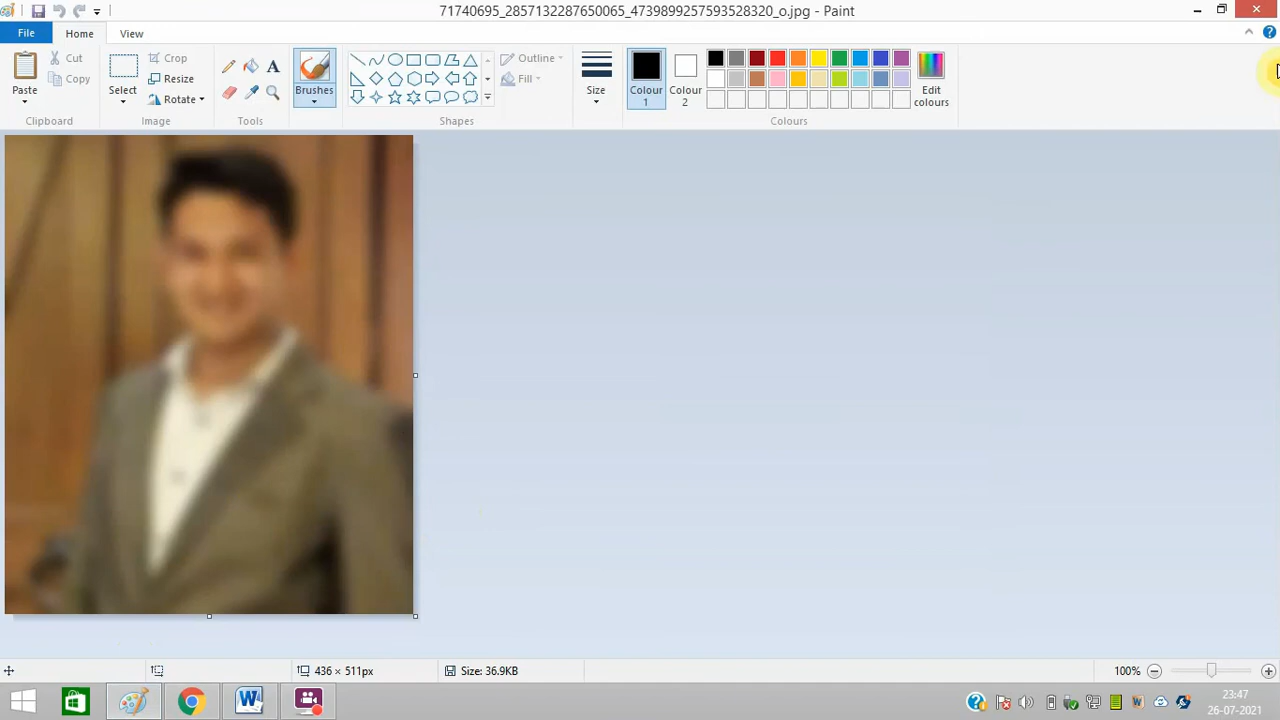 71740695_2857132287650065_4739899257593528320_o.jpg - Paint
File Home View
Paste
Cut
Copy
Clipboard
Select
Crop
Resize
Rotate
Image
Tools
Brushes
Outline
Fill
Shapes
Size
Colour 1
Colour 2
Edit colours
Colours
436 × 511px
Size: 36.9KB
100%
23:47
26-07-2021